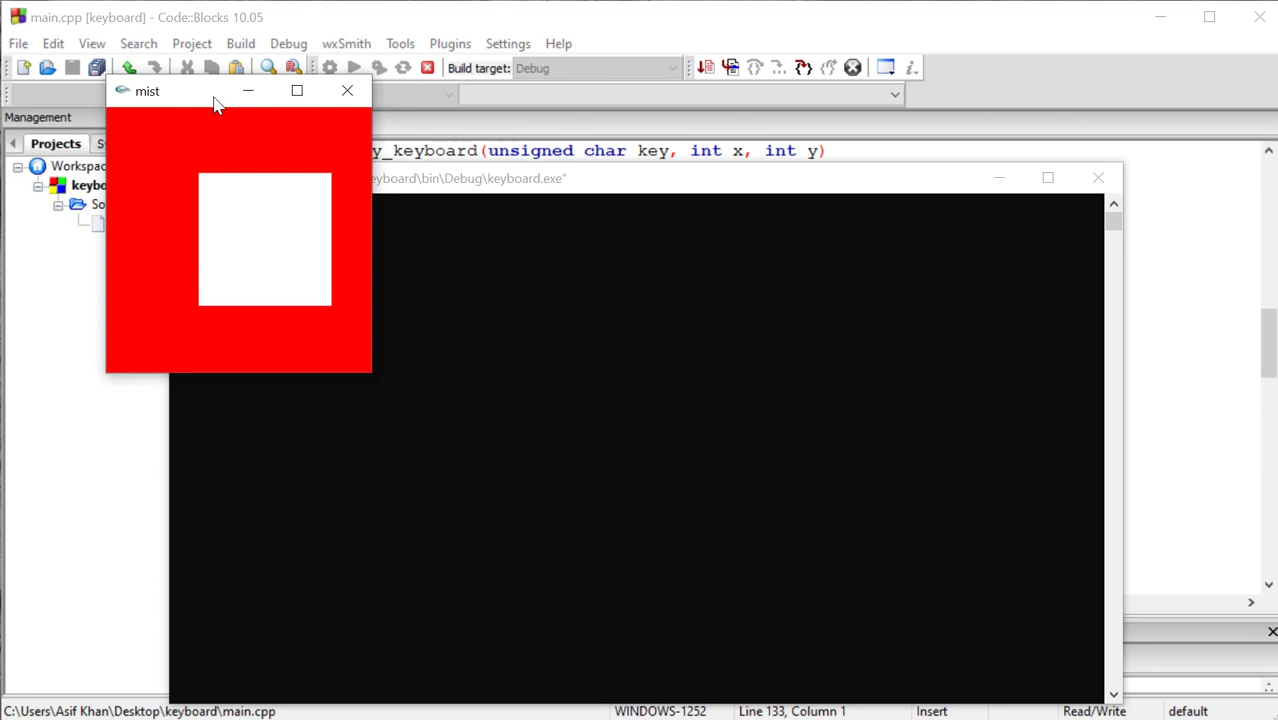 main.cpp [keyboard] - Code::Blocks 10.05
File Edit View Search Project Build Debug wxSmith Tools Plugins Settings Help
Build target: Debug
mist
Management
Projects
y_keyboard(unsigned char key, int x, int y)
Workspac
eyboard\bin\Debug\keyboard.exe"
keybo
So
C:\Users\Asif Khan\Desktop\keyboard\main.cpp WINDOWS-1252 Line 133, Column 1 Insert Read/Write default